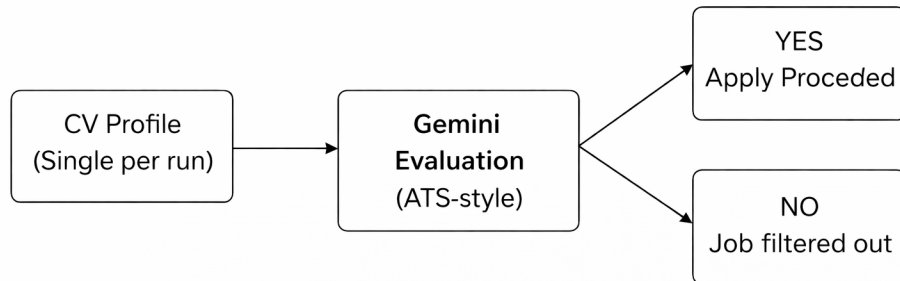 CV Profile
(Single per run)
Gemini
Evaluation
(ATS-style)
YES
Apply Proceded
NO
Job filtered out